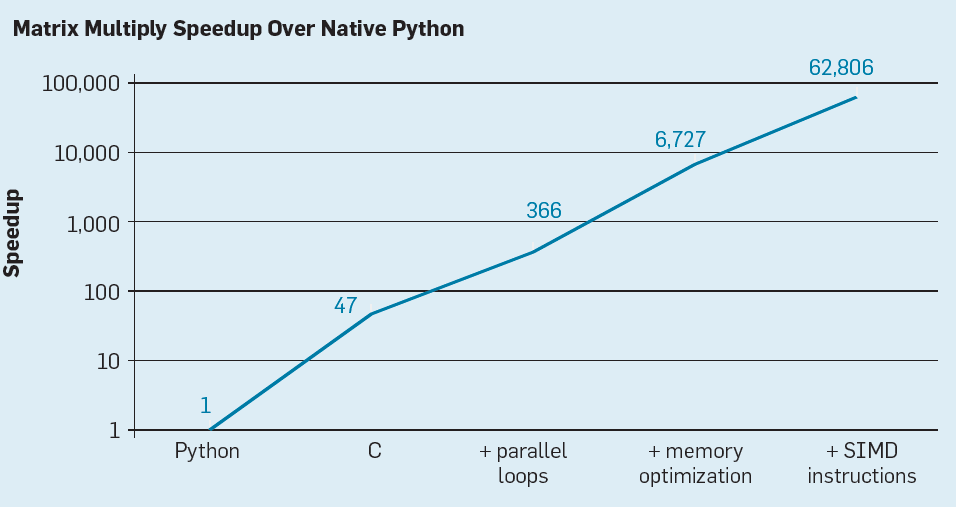 Matrix Multiply Speedup Over Native Python
62,806
100,000
6,727
10,000
366
1,000
Speedup
47
100
10
1
1
Python
C
+ parallel
loops
+ memory
optimization
+ SIMD
instructions